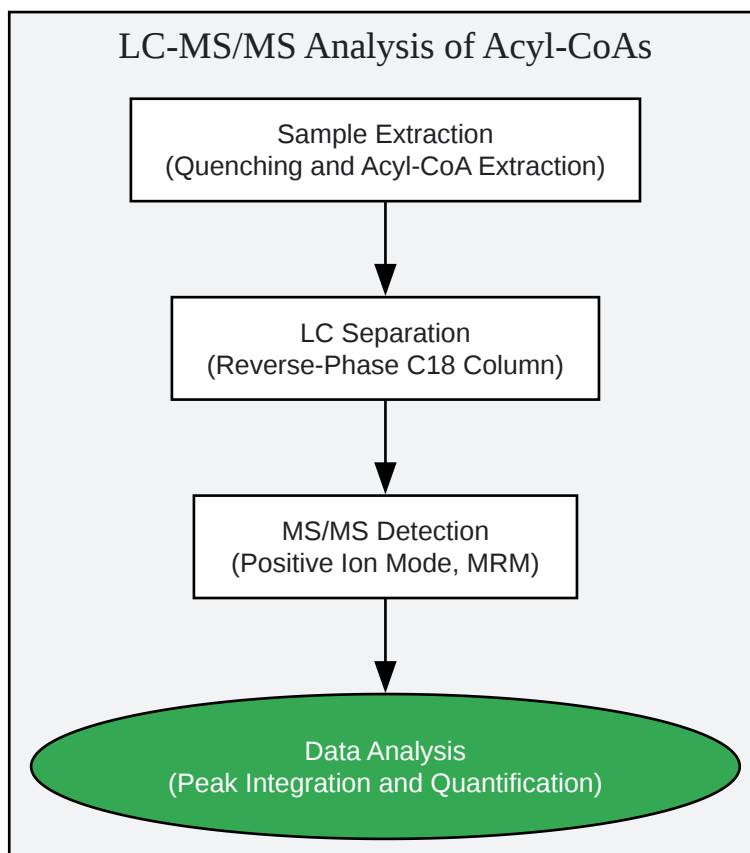 LC-MS/MS Analysis of Acyl-CoAs
Sample Extraction
(Quenching and Acyl-CoA Extraction)
LC Separation
(Reverse-Phase C18 Column)
MS/MS Detection
(Positive Ion Mode, MRM)
Data Analysis
(Peak Integration and Quantification)